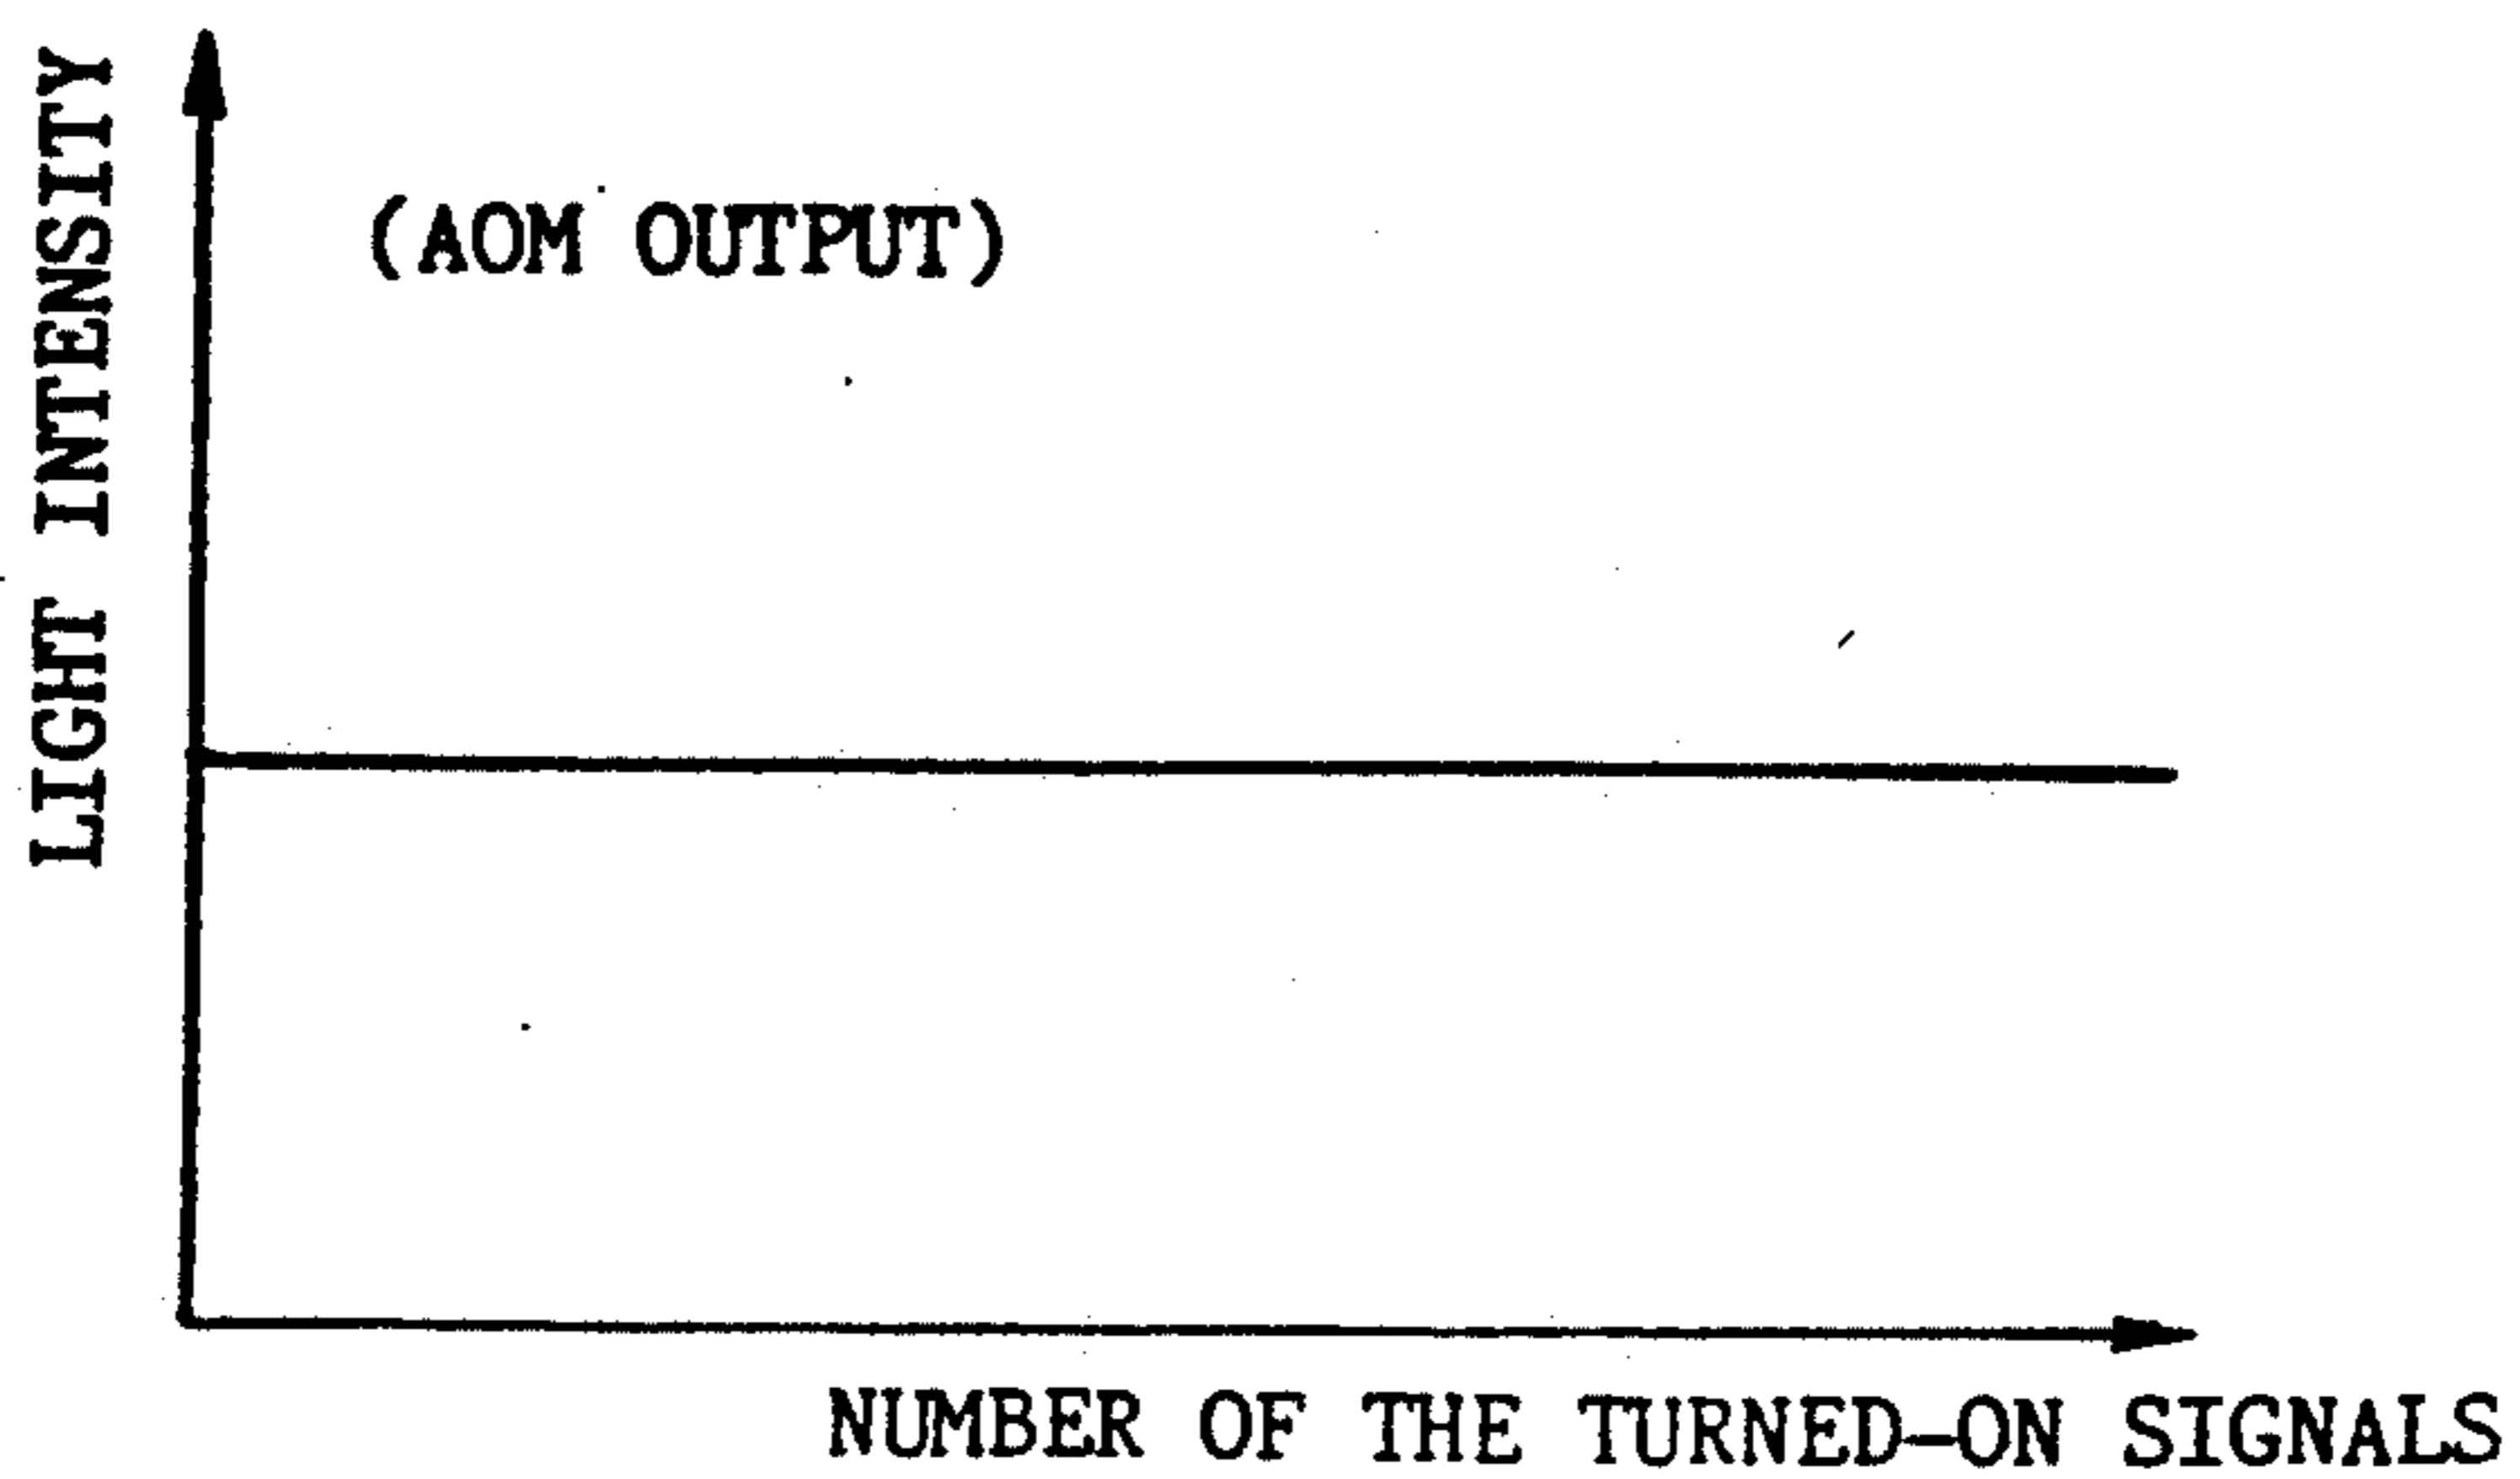 LIGHT INTENSITY
(AOM OUTPUT)
NUMBER OF THE TURNED-ON SIGNALS